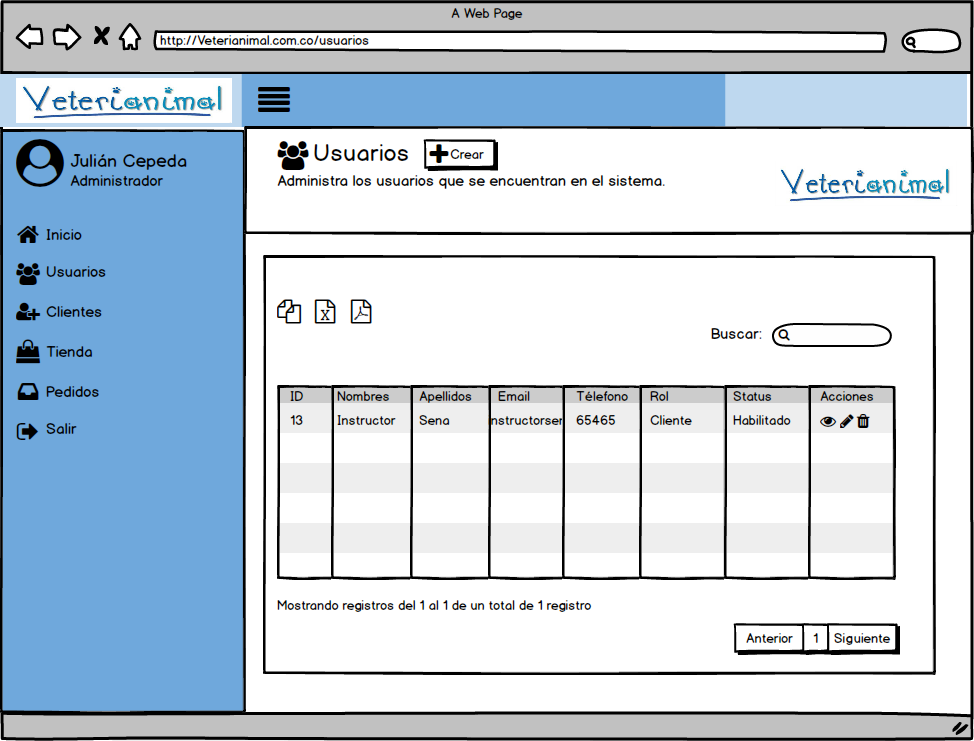 A Web Page
http://Veterianimal.com.co/usuarios
Veterianimal
Julián Cepeda
Administrador
Inicio
Usuarios
Clientes
Tienda
Pedidos
Salir
Usuarios
Crear
Administra los usuarios que se encuentran en el sistema.
Veterianimal
Buscar:
ID Nombres Apellidos Email Télefono Rol Status Acciones
13 Instructor Sena nstructorser 65465 Cliente Habilitado
Mostrando registros del 1 al 1 de un total de 1 registro
Anterior 1 Siguiente